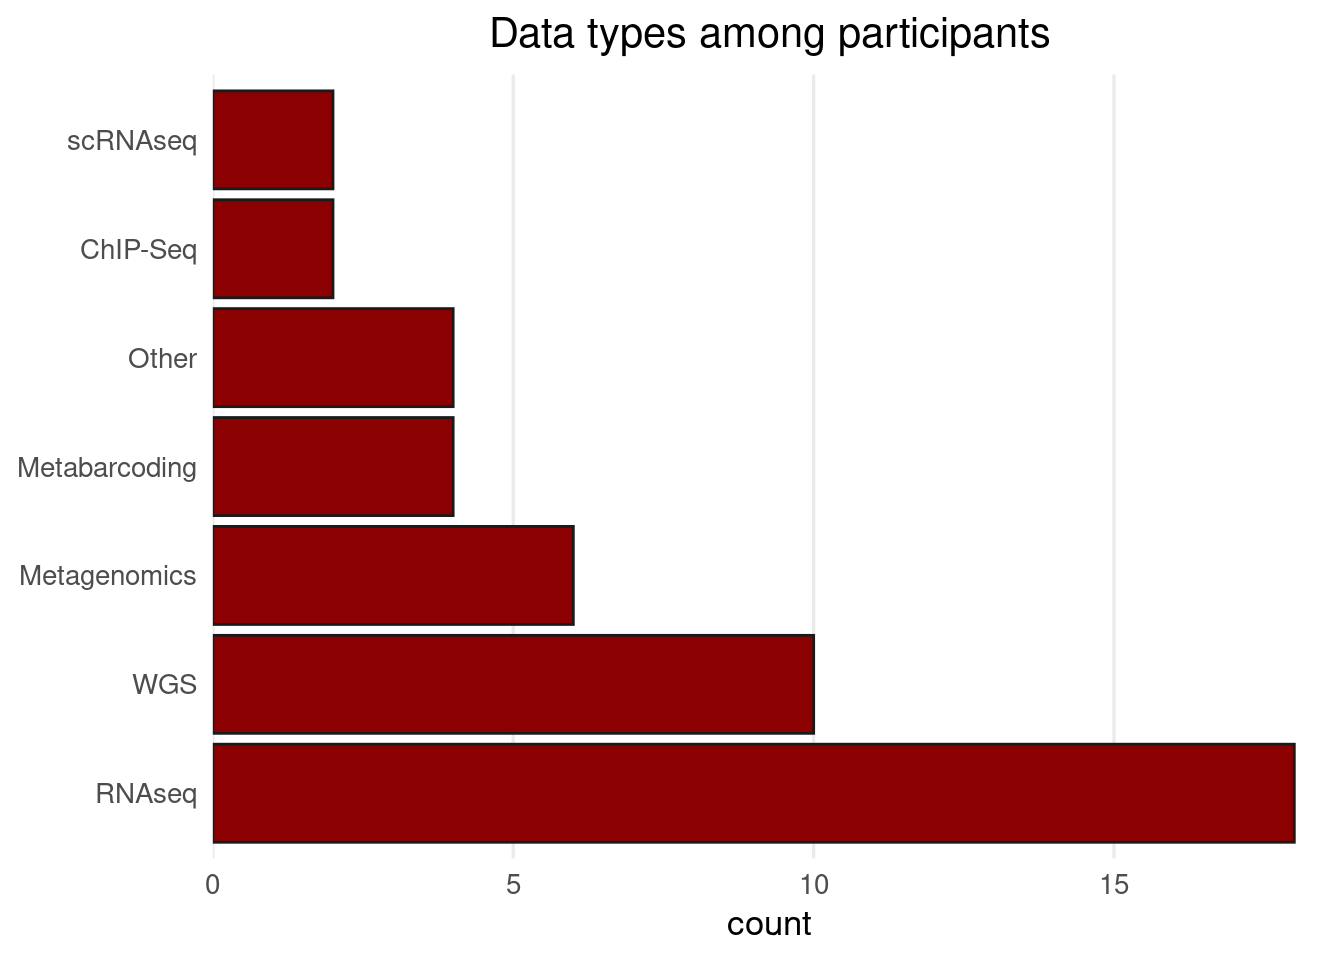 Data types among participants
scRNAseq
ChIP-Seq
Other
Metabarcoding
Metagenomics
WGS
RNAseq
0 5 10 15
count